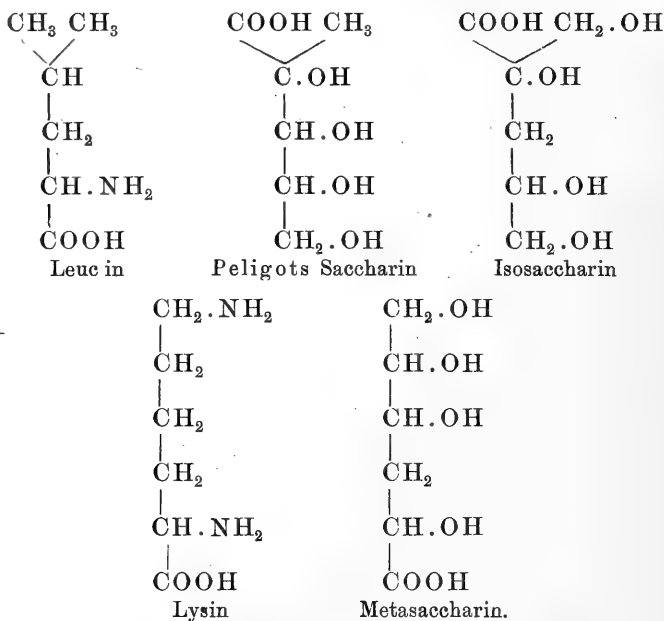 CH₃ CH₃ COOH CH₃ COOH CH₂.OH
CH C.OH C.OH
CH₂ CH.OH CH₂
CH.NH₂ CH.OH CH.OH
COOH CH₂.OH CH₂.OH
Leuc in Peligots Saccharin Isosaccharin
CH₂.NH₂ CH₂.OH
CH₂ CH.OH
CH₂ CH.OH
CH₂ CH₂
CH.NH₂ CH.OH
COOH COOH
Lysin Metasaccharin.